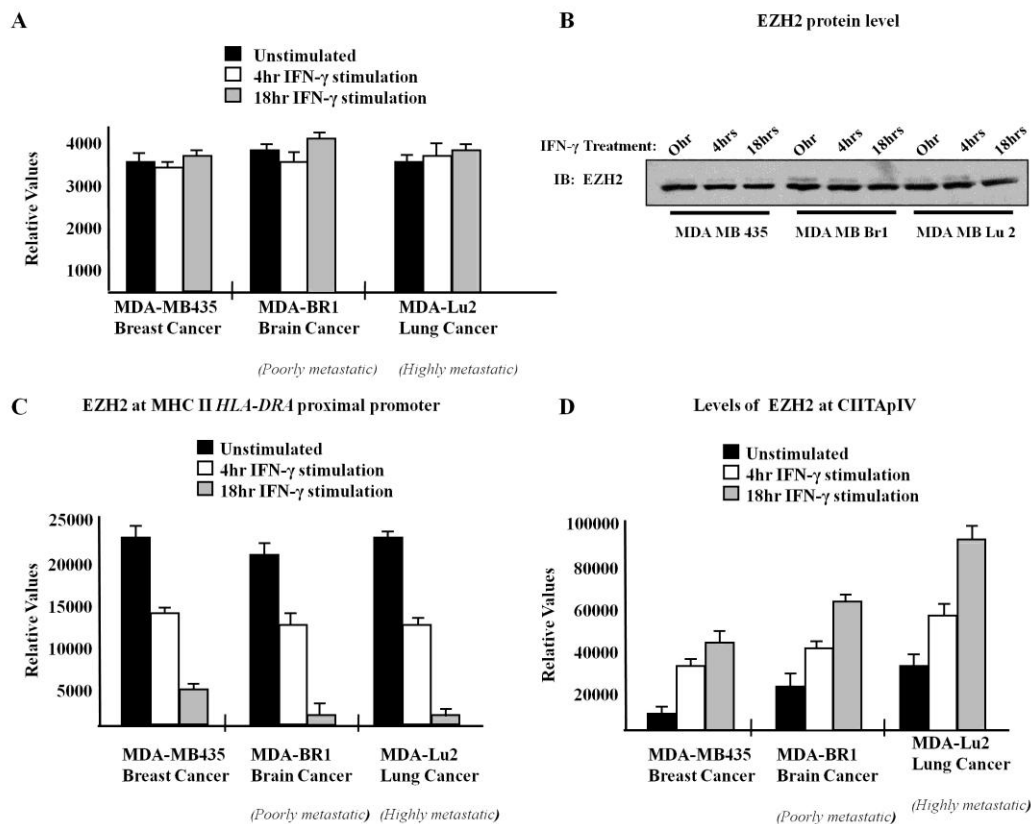 A
Unstimulated
4hr IFN-γ stimulation
18hr IFN-γ stimulation
Relative Values
4000
3000
2000
1000
MDA-MB435 MDA-BR1 MDA-Lu2
Breast Cancer Brain Cancer Lung Cancer
(Poorly metastatic) (Highly metastatic)
B
EZH2 protein level
IFN-γ Treatment: Ohr 4hrs 18hrs Ohr 4hrs 18hrs Ohr 4hrs 18hrs
IB: EZH2
MDA MB 435 MDA MB Br1 MDA MB Lu 2
C
EZH2 at MHC II HLA-DRA proximal promoter
Unstimulated
4hr IFN-γ stimulation
18hr IFN-γ stimulation
Relative Values
25000
20000
15000
10000
5000
MDA-MB435 MDA-BR1 MDA-Lu2
Breast Cancer Brain Cancer Lung Cancer
(Poorly metastatic) (Highly metastatic)
D
Levels of EZH2 at CIITApIV
Unstimulated
4hr IFN-γ stimulation
18hr IFN-γ stimulation
Relative Values
100000
80000
60000
40000
20000
MDA-MB435 MDA-BR1 MDA-Lu2
Breast Cancer Brain Cancer Lung Cancer
(Poorly metastatic) (Highly metastatic)